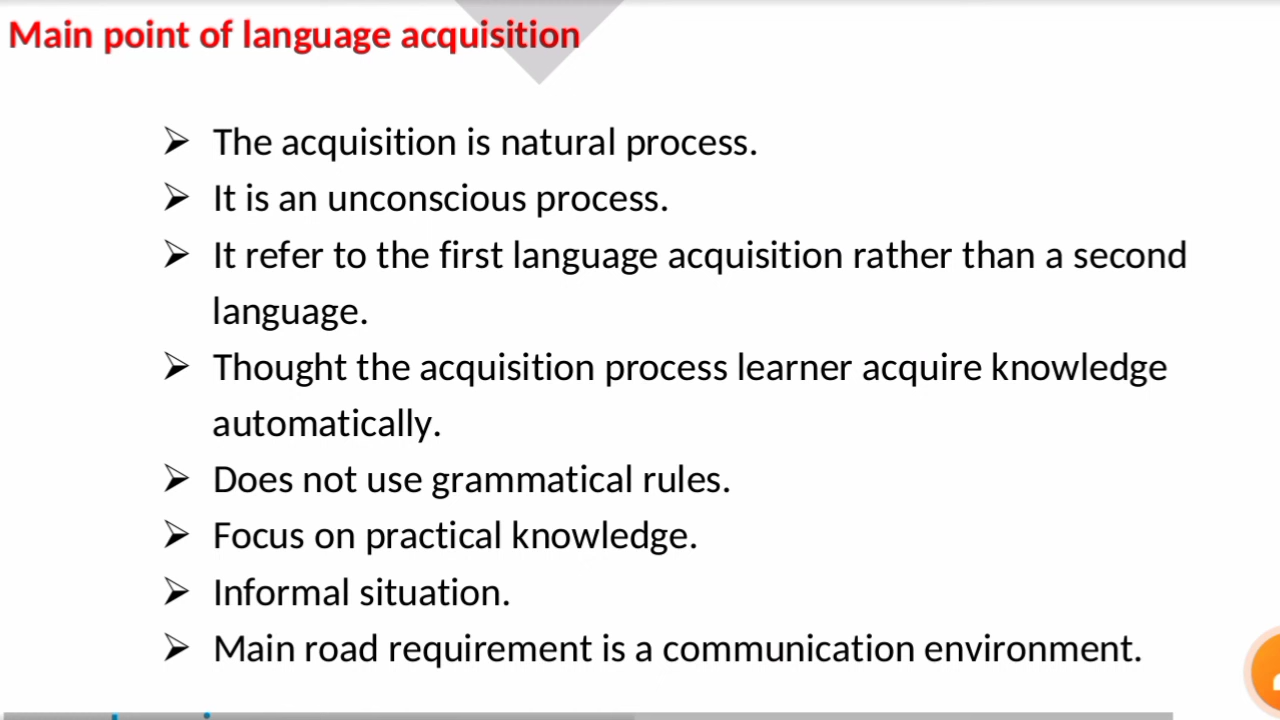 Main point of language acquisition
➢ The acquisition is natural process.
➢ It is an unconscious process.
➢ It refer to the first language acquisition rather than a second
language.
➢ Thought the acquisition process learner acquire knowledge
automatically.
➢ Does not use grammatical rules.
➢ Focus on practical knowledge.
➢ Informal situation.
➢ Main road requirement is a communication environment.